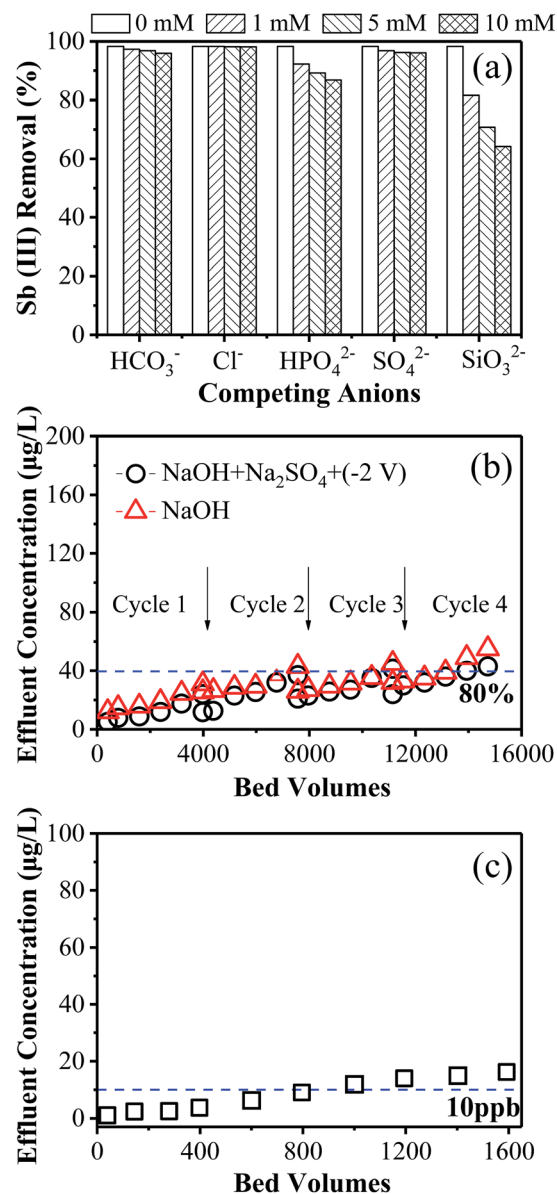 0 mM 1 mM 5 mM 10 mM
100
80
60
40
20
0
Sb (III) Removal (%)
(a)
HCO₃⁻ Cl⁻ HPO₄²⁻ SO₄²⁻ SiO₃²⁻
Competing Anions
200
160
120
80
40
0
Effluent Concentration (µg/L)
(b)
NaOH+Na₂SO₄+(-2 V)
NaOH
Cycle 1 Cycle 2 Cycle 3 Cycle 4
80%
0 4000 8000 12000 16000
Bed Volumes
100
80
60
40
20
0
Effluent Concentration (µg/L)
(c)
10ppb
0 400 800 1200 1600
Bed Volumes